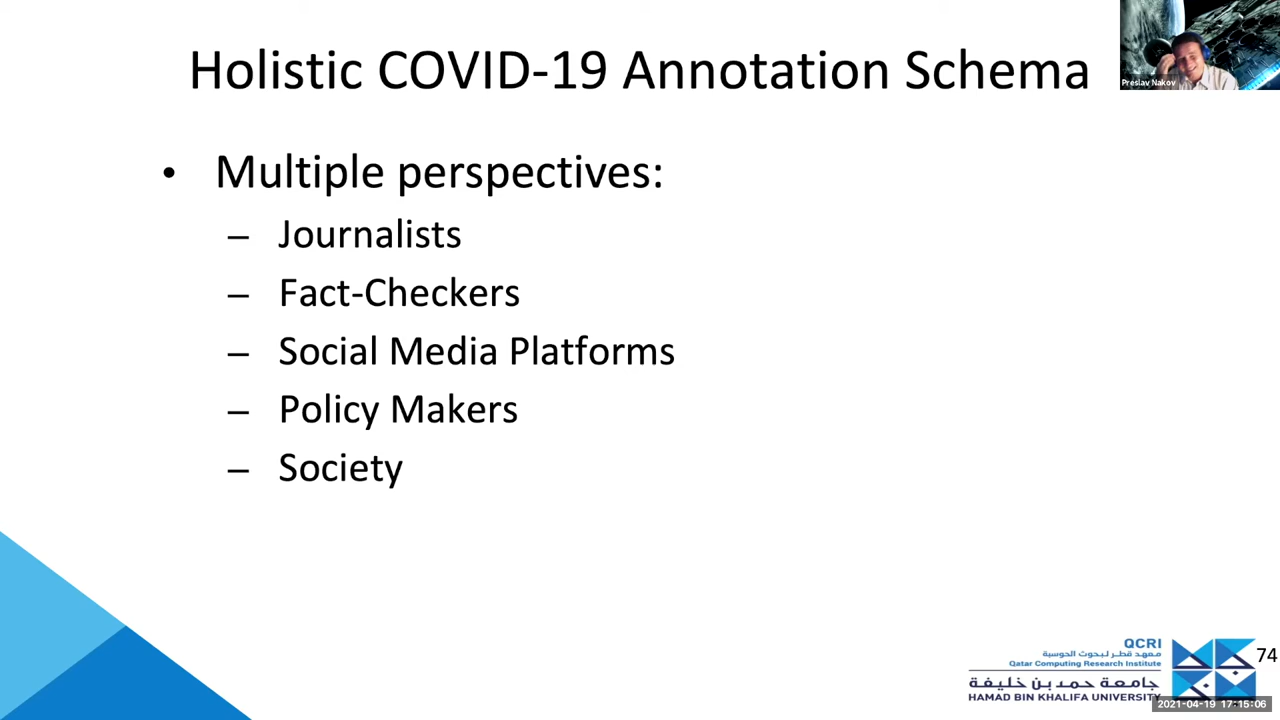 Holistic COVID-19 Annotation Schema
Preslav Nakov
• Multiple perspectives:
– Journalists
– Fact-Checkers
– Social Media Platforms
– Policy Makers
– Society
QCRI
معهد قطر لبحوث الحوسبة
Qatar Computing Research Institute
جامعة حمد بن خليفة
HAMAD BIN KHALIFA UNIVERSITY
74
2021-04-19 17:15:06